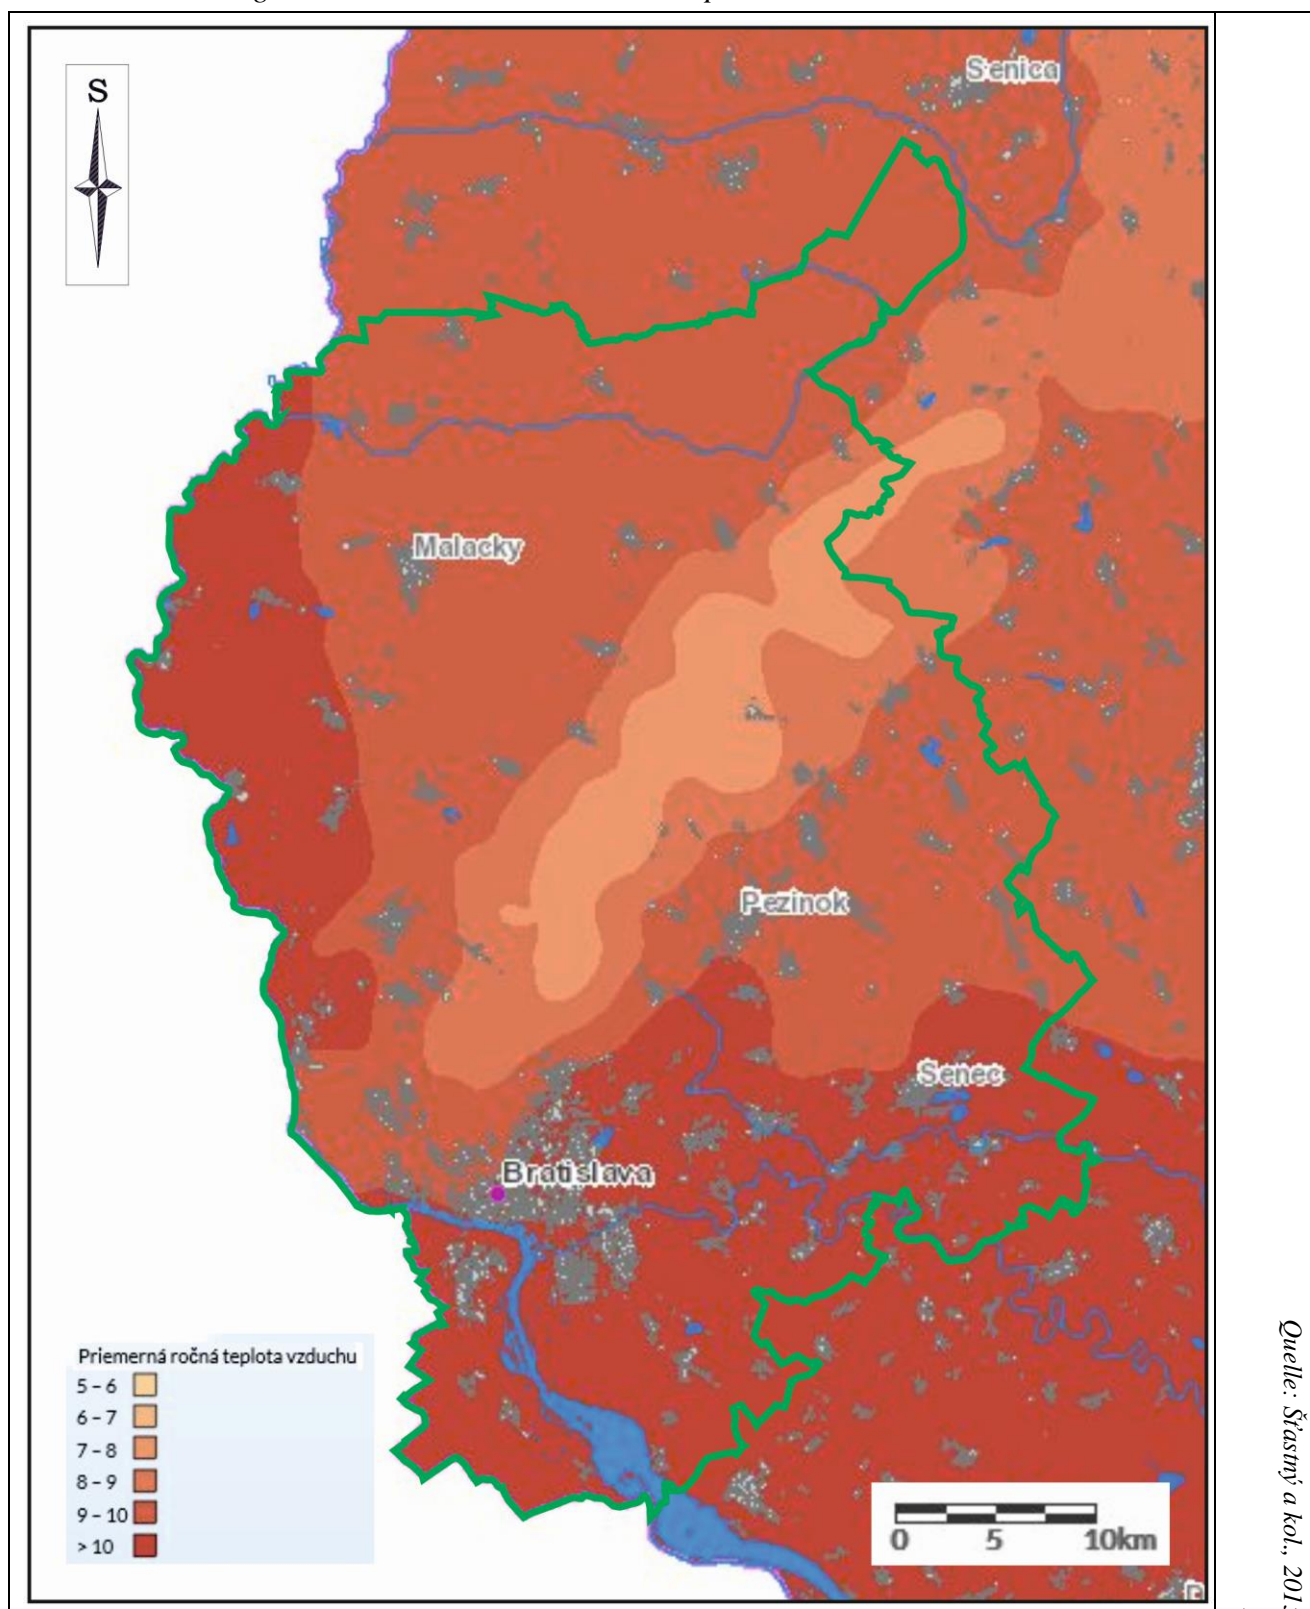 S
Senica
Malacky
Pezinok
Senec
Bratislava
Priemerná ročná teplota vzduchu
5 – 6
6 – 7
7 – 8
8 – 9
9 – 10
> 10
0 5 10km
Quelle: Šťastný a kol.,